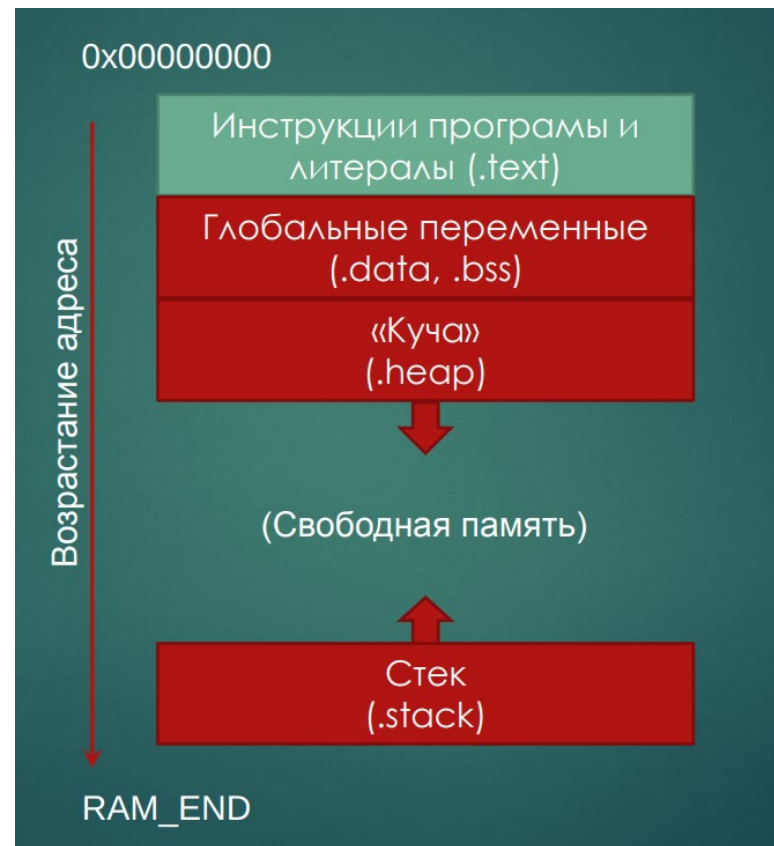 0x00000000
Инструкции програмы и
литералы (.text)
Глобальные переменные
(.data, .bss)
«Куча»
(.heap)
Возрастание адреса
(Свободная память)
Стек
(.stack)
RAM_END